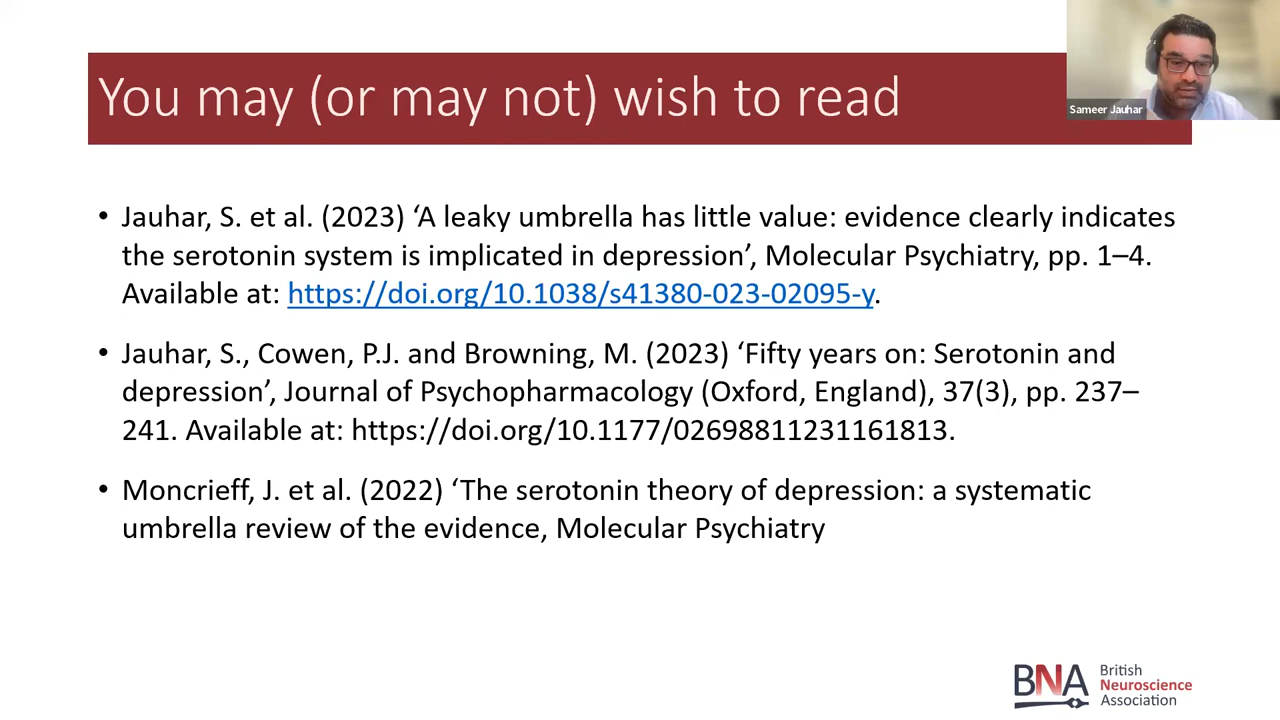 You may (or may not) wish to read
Sameer Jauhar
• Jauhar, S. et al. (2023) ‘A leaky umbrella has little value: evidence clearly indicates
the serotonin system is implicated in depression’, Molecular Psychiatry, pp. 1–4.
Available at: https://doi.org/10.1038/s41380-023-02095-y.
• Jauhar, S., Cowen, P.J. and Browning, M. (2023) ‘Fifty years on: Serotonin and
depression’, Journal of Psychopharmacology (Oxford, England), 37(3), pp. 237–
241. Available at: https://doi.org/10.1177/02698811231161813.
• Moncrieff, J. et al. (2022) ‘The serotonin theory of depression: a systematic
umbrella review of the evidence, Molecular Psychiatry
BNA
British
Neuroscience
Association